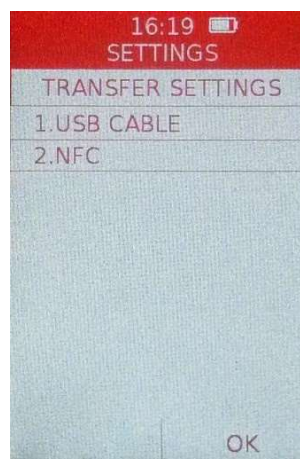 16:19
SETTINGS
TRANSFER SETTINGS
1.USB CABLE
2.NFC
OK